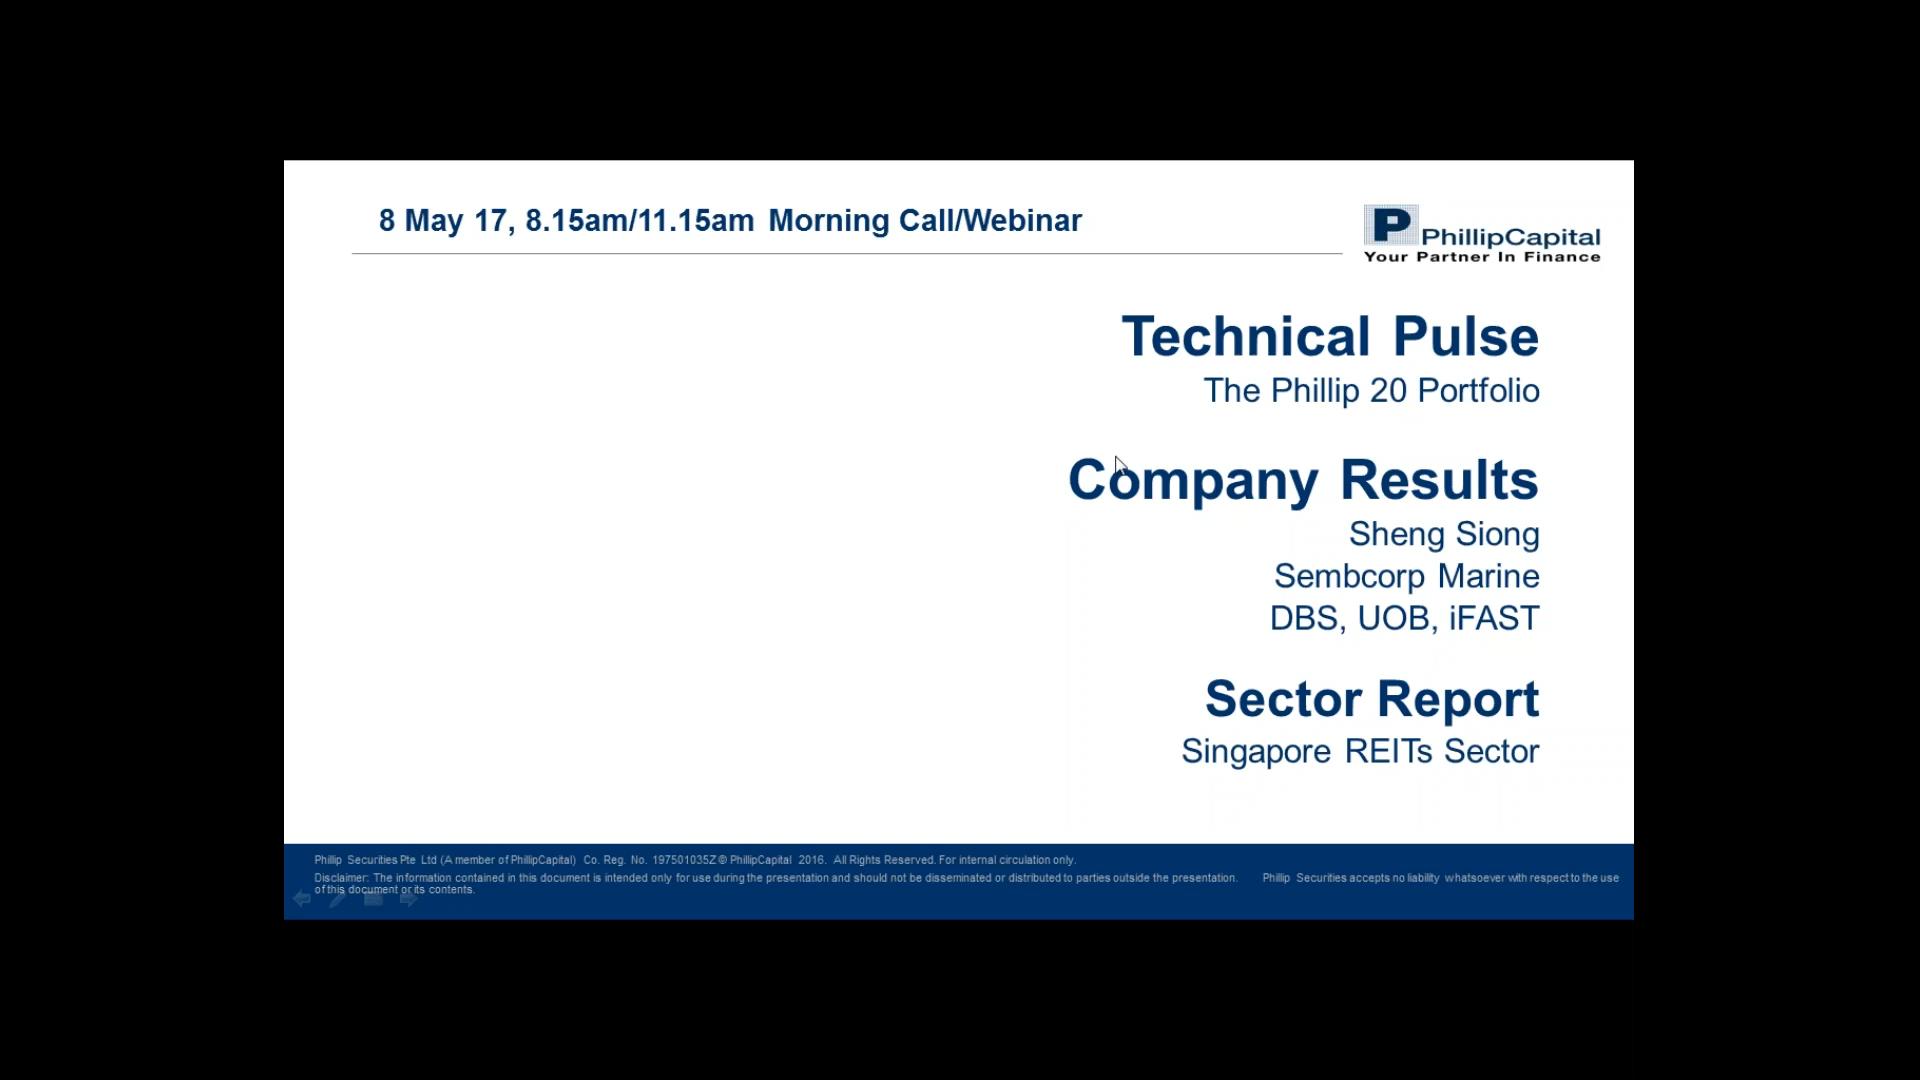 8 May 17, 8.15am/11.15am Morning Call/Webinar
P
PhillipCapital
Your Partner In Finance
Technical Pulse
The Phillip 20 Portfolio
Company Results
Sheng Siong
Sembcorp Marine
DBS, UOB, iFAST
Sector Report
Singapore REITs Sector
Phillip Securities Pte Ltd (A member of PhillipCapital) Co. Reg. No. 197501035Z © PhillipCapital 2016. All Rights Reserved. For internal circulation only.
Disclaimer: The information contained in this document is intended only for use during the presentation and should not be disseminated or distributed to parties outside the presentation. Phillip Securities accepts no liability whatsoever with respect to the use
of this document or its contents.